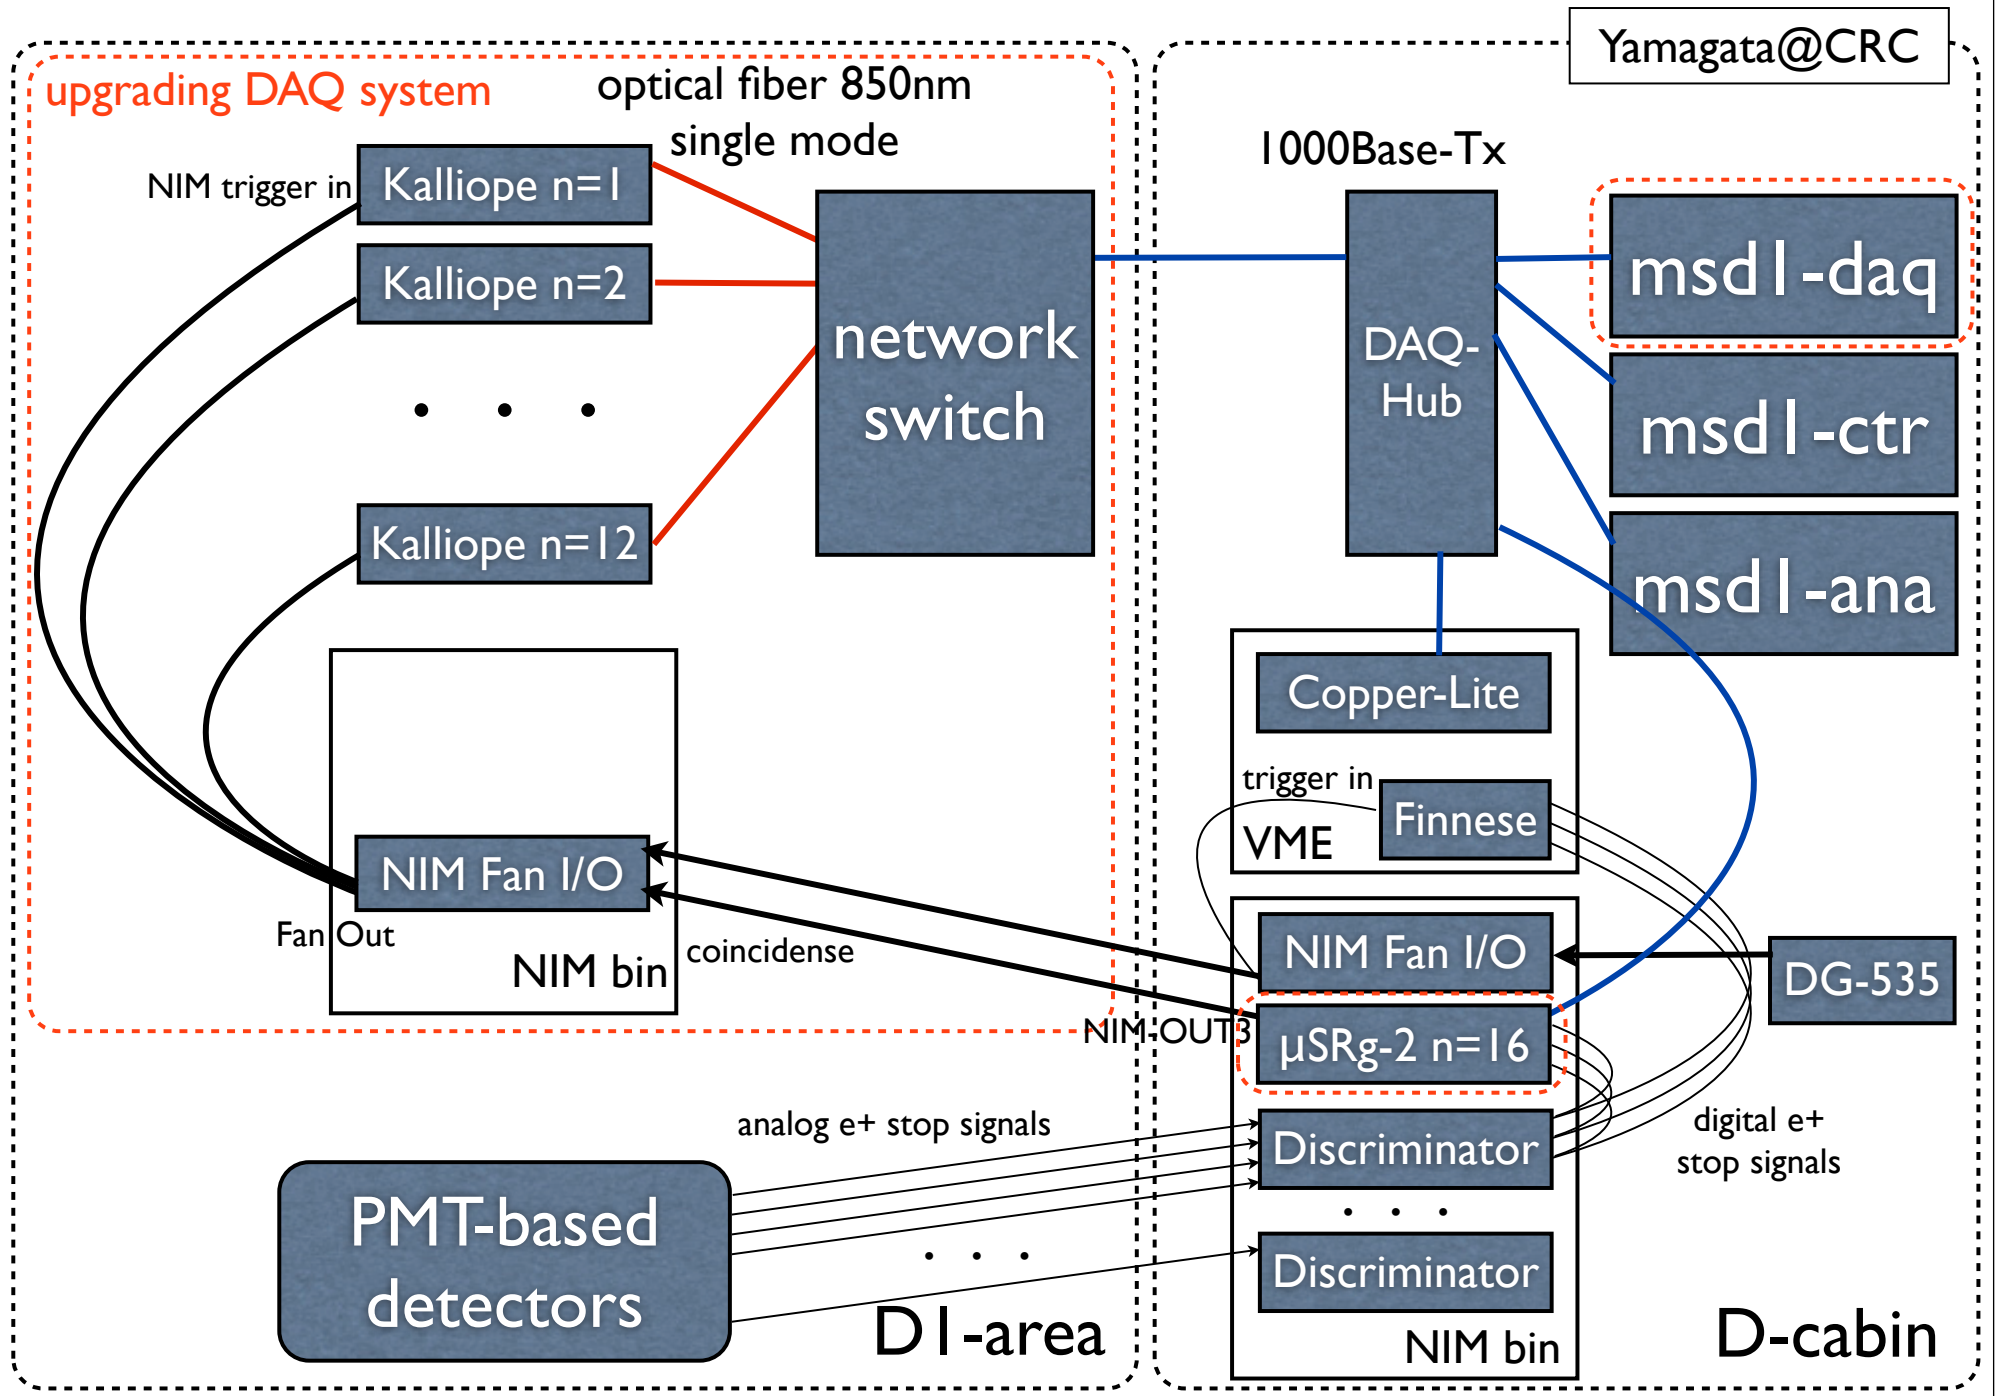 Yamagata@CRC
upgrading DAQ system
optical fiber 850nm
single mode
1000Base-Tx
NIM trigger in
Kalliope n=1
Kalliope n=2
. . .
Kalliope n=12
network
switch
DAQ-
Hub
msd1-daq
msd1-ctr
msd1-ana
Copper-Lite
trigger in
Finnese
VME
NIM Fan I/O
Fan Out
NIM bin
coincidense
NIM Fan I/O
DG-535
NIM-OUT3
µSRg-2 n=16
analog e+ stop signals
Discriminator
digital e+
stop signals
. . .
PMT-based
detectors
. . .
Discriminator
D1-area
NIM bin
D-cabin